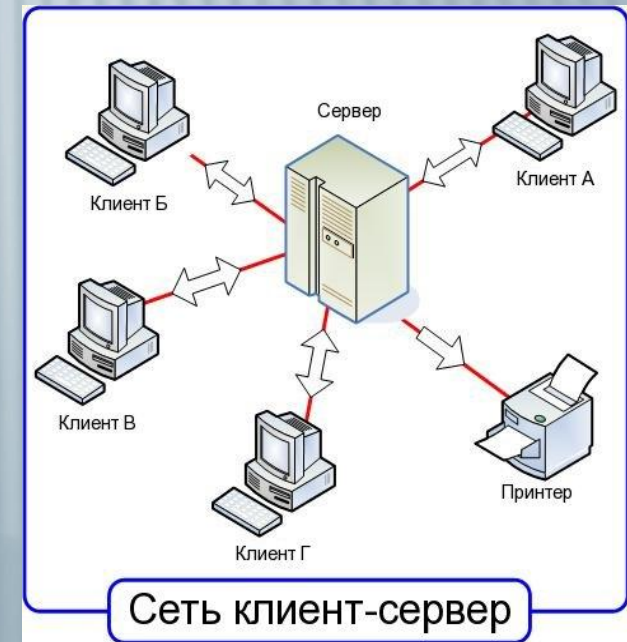 Сервер
Клиент А
Клиент Б
Клиент В
Клиент Г
Принтер
Сеть клиент-сервер